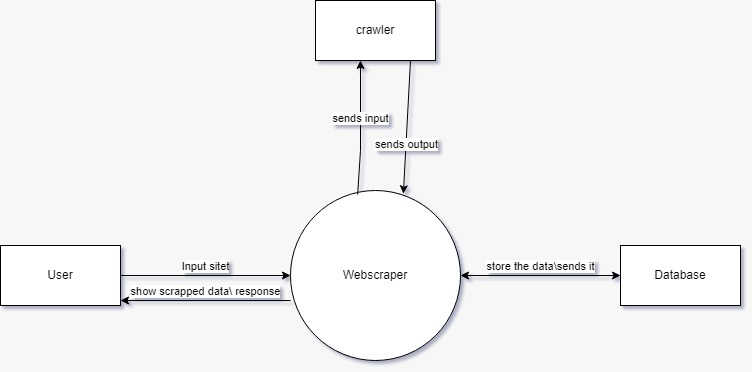 crawler
sends input
sends output
Input sitet
User
Webscraper
store the data\sends it
Database
show scrapped data\ response